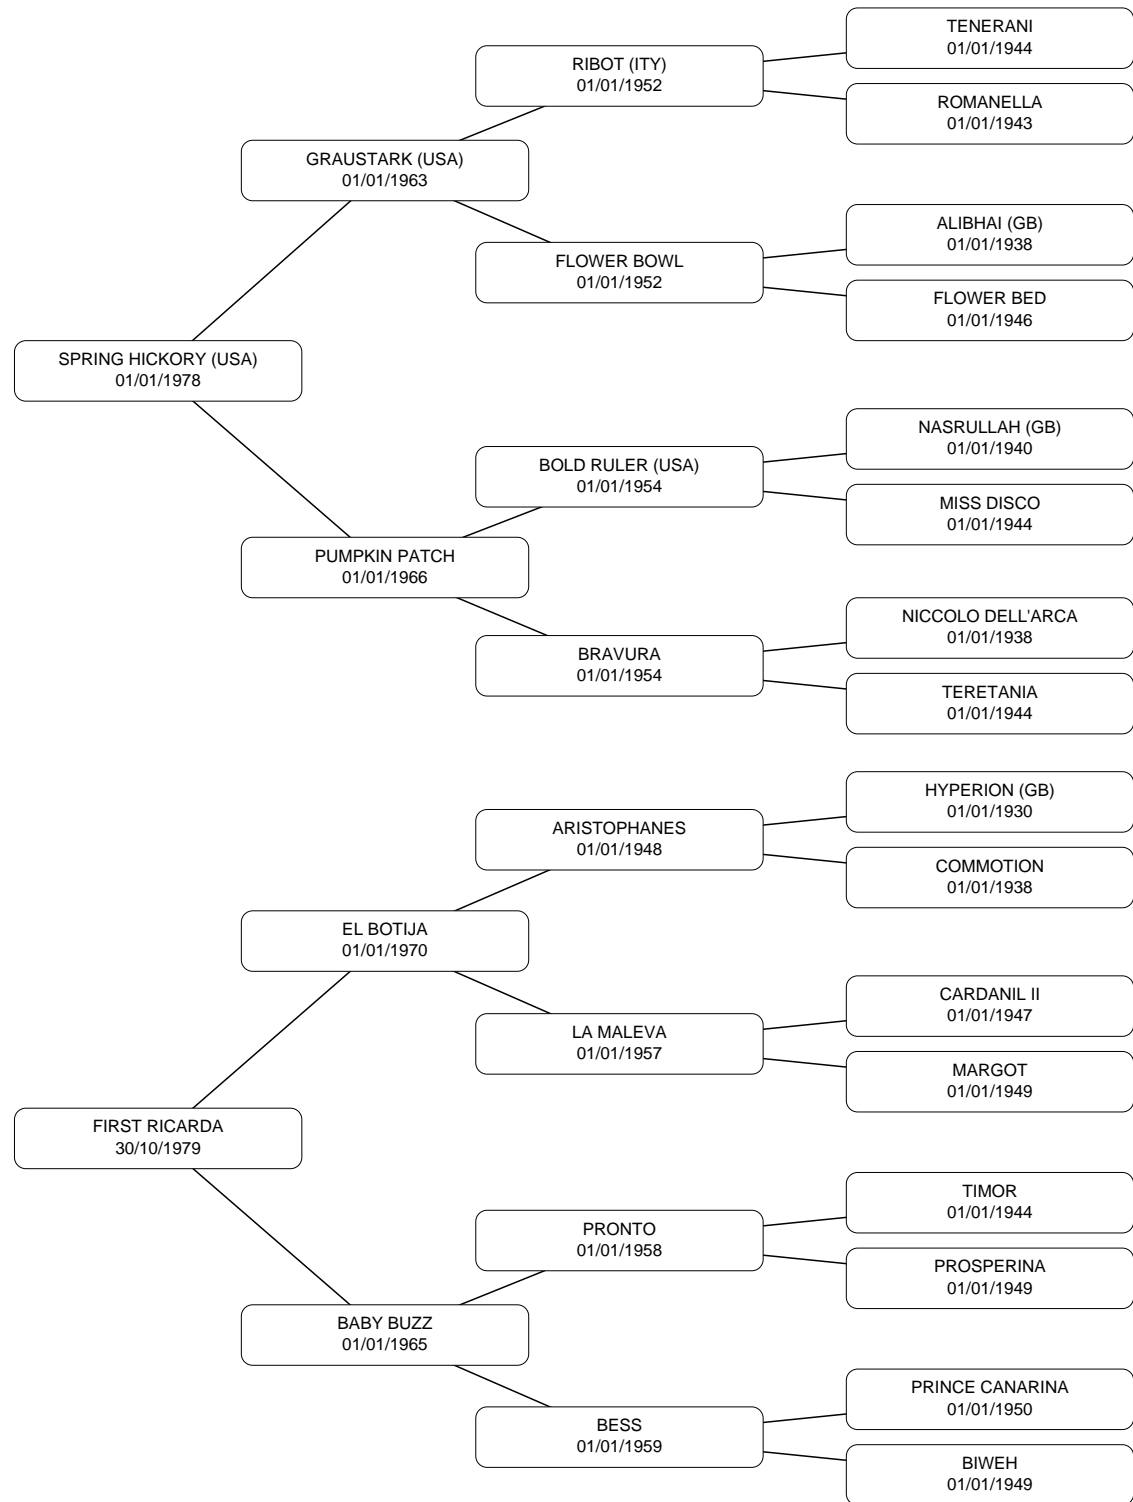 TENERANI
01/01/1944
RIBOT (ITY)
01/01/1952
ROMANELLA
01/01/1943
GRAUSTARK (USA)
01/01/1963
ALIBHAI (GB)
01/01/1938
FLOWER BOWL
01/01/1952
FLOWER BED
01/01/1946
SPRING HICKORY (USA)
01/01/1978
NASRULLAH (GB)
01/01/1940
BOLD RULER (USA)
01/01/1954
MISS DISCO
01/01/1944
PUMPKIN PATCH
01/01/1966
NICCOLO DELL'ARCA
01/01/1938
BRAVURA
01/01/1954
TERETANIA
01/01/1944
HYPERION (GB)
01/01/1930
ARISTOPHANES
01/01/1948
COMMOTION
01/01/1938
EL BOTIJA
01/01/1970
CARDANIL II
01/01/1947
LA MALEVA
01/01/1957
MARGOT
01/01/1949
FIRST RICARDA
30/10/1979
TIMOR
01/01/1944
PRONTO
01/01/1958
PROSPERINA
01/01/1949
BABY BUZZ
01/01/1965
PRINCE CANARINA
01/01/1950
BESS
01/01/1959
BIWEH
01/01/1949